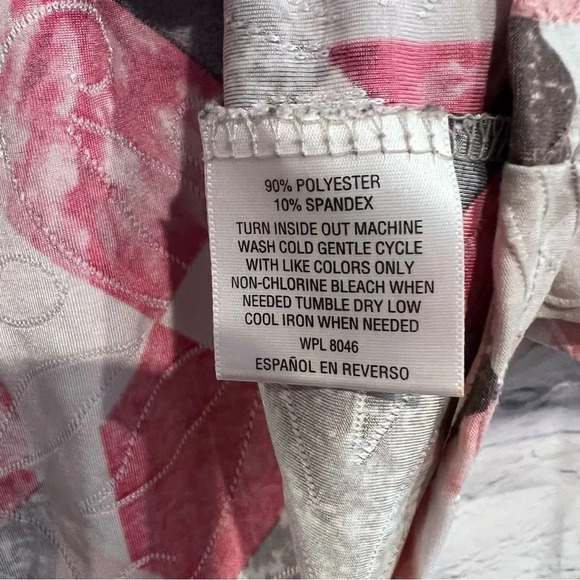 90% POLYESTER
10% SPANDEX
TURN INSIDE OUT MACHINE
WASH COLD GENTLE CYCLE
WITH LIKE COLORS ONLY
NON-CHLORINE BLEACH WHEN
NEEDED TUMBLE DRY LOW
COOL IRON WHEN NEEDED
WPL 8046
ESPAÑOL EN REVERSO